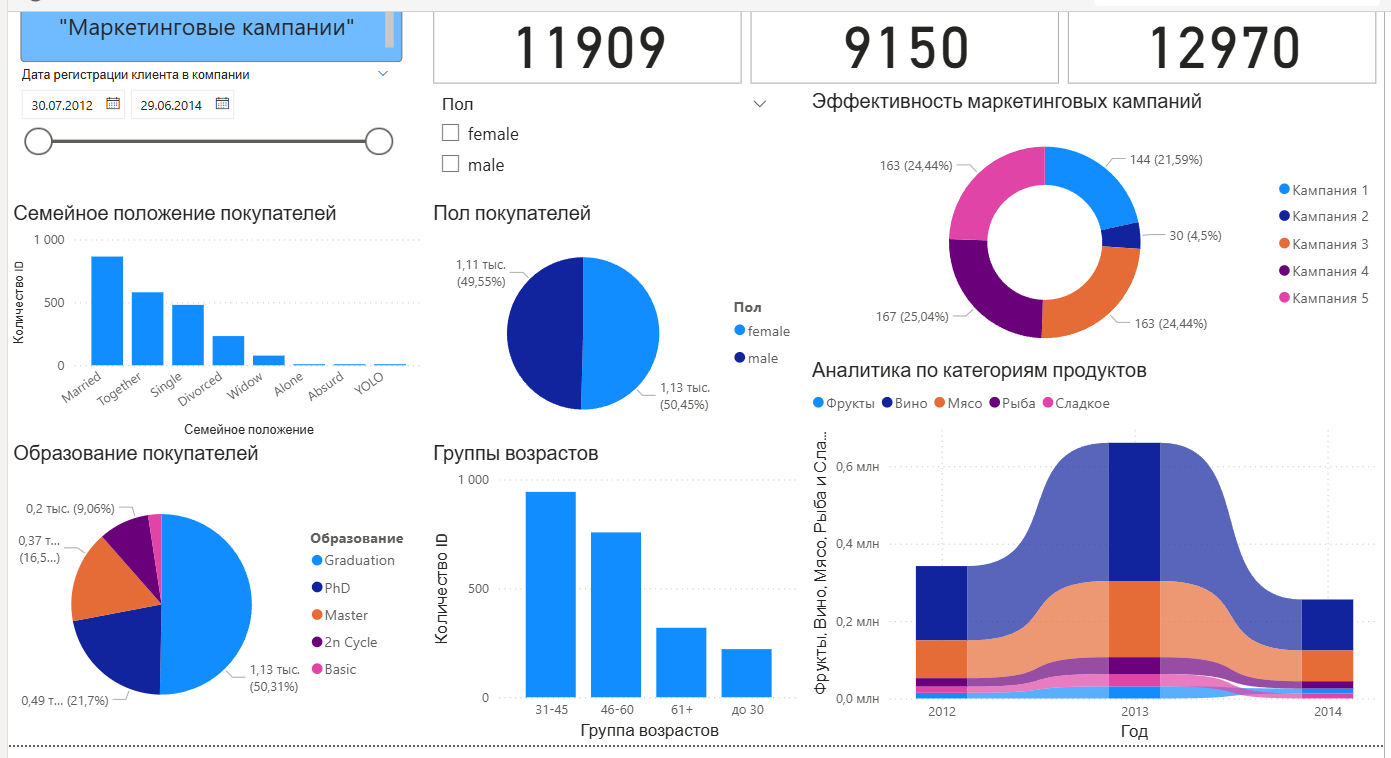 "Маркетинговые кампании"
11909
9150
12970
Дата регистрации клиента в компании
30.07.2012
29.06.2014
Пол
female
male
Эффективность маркетинговых кампаний
163 (24,44%)
144 (21,59%)
30 (4,5%)
167 (25,04%)
163 (24,44%)
Кампания 1
Кампания 2
Кампания 3
Кампания 4
Кампания 5
Семейное положение покупателей
1 000
500
0
Количество ID
Married
Together
Single
Divorced
Widow
Alone
Absurd
YOLO
Семейное положение
Пол покупателей
1,11 тыс.
(49,55%)
1,13 тыс.
(50,45%)
Пол
female
male
Аналитика по категориям продуктов
Фрукты
Вино
Мясо
Рыба
Сладкое
Фрукты, Вино, Мясо, Рыба и Сла...
0,6 млн
0,4 млн
0,2 млн
0,0 млн
2012
2013
2014
Год
Образование покупателей
0,2 тыс. (9,06%)
0,37 т...
(16,5...)
0,49 т... (21,7%)
1,13 тыс.
(50,31%)
Образование
Graduation
PhD
Master
2n Cycle
Basic
Группы возрастов
1 000
500
0
Количество ID
31-45
46-60
61+
до 30
Группа возрастов